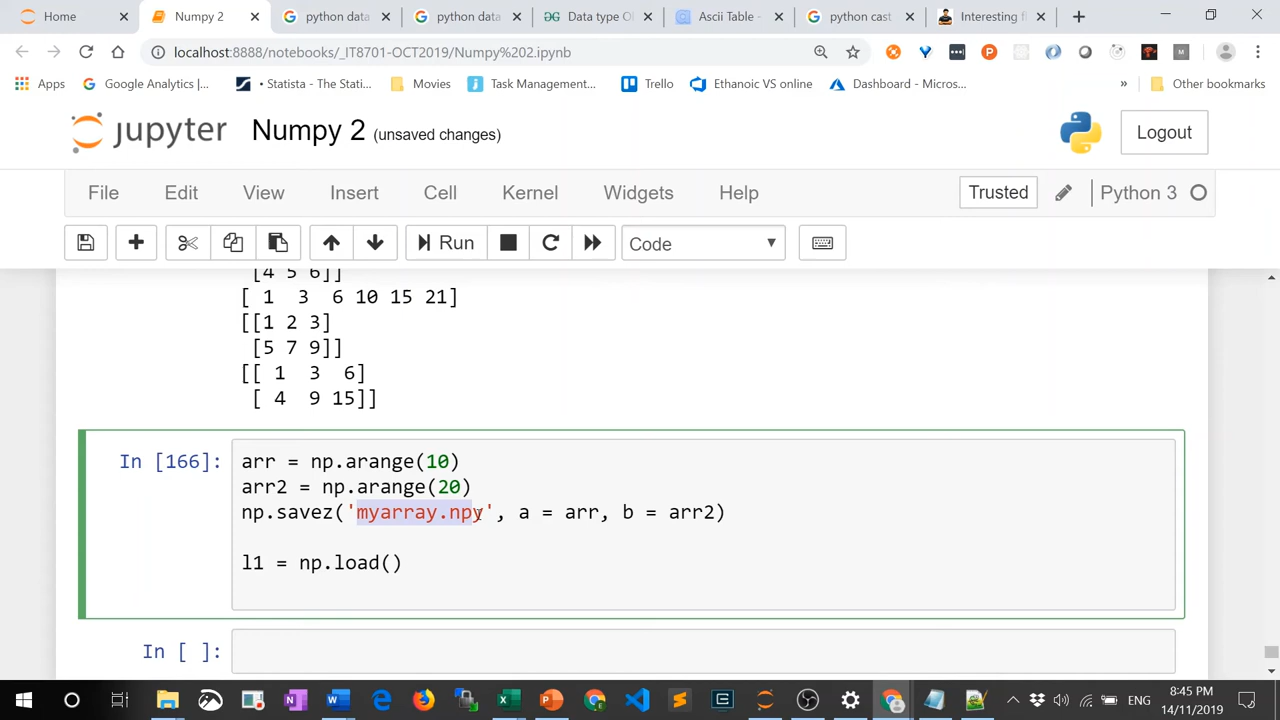 Home
Numpy 2
python data
python data
Data type O
Ascii Table -
python cast
Interesting f
localhost:8888/notebooks/_IT8701-OCT2019/Numpy%202.ipynb
Apps
Google Analytics |...
• Statista - The Stati...
Movies
Task Management...
Trello
Ethanoic VS online
Dashboard - Micros...
»
Other bookmarks
jupyter
Numpy 2 (unsaved changes)
Logout
File Edit View Insert Cell Kernel Widgets Help
Trusted
Python 3
Run
Code
[4 5 6]]
[ 1 3 6 10 15 21]
[[1 2 3]
[5 7 9]]
[[ 1 3 6]
[ 4 9 15]]
In [166]:
arr = np.arange(10)
arr2 = np.arange(20)
np.savez('myarray.npy', a = arr, b = arr2)
l1 = np.load()
In [ ]:
ENG
8:45 PM
14/11/2019